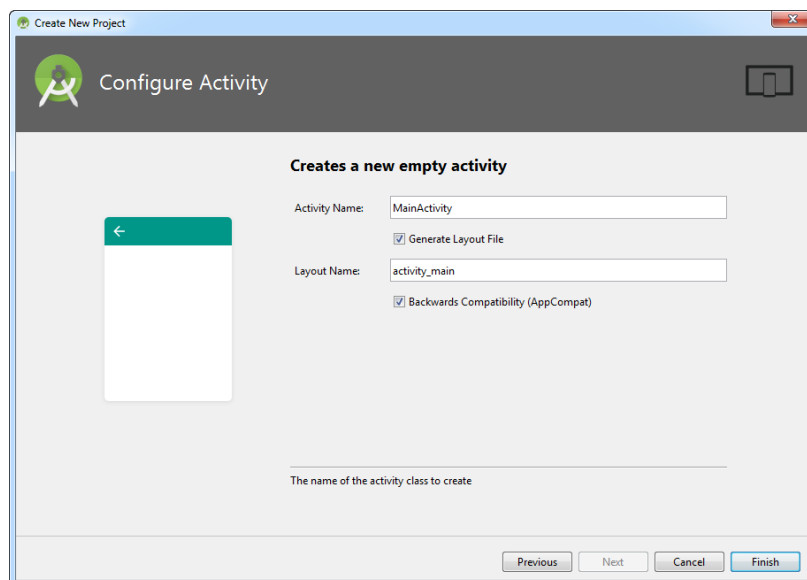 Create New Project
Configure Activity
Creates a new empty activity
Activity Name: MainActivity
Generate Layout File
Layout Name: activity_main
Backwards Compatibility (AppCompat)
The name of the activity class to create
Previous Next Cancel Finish